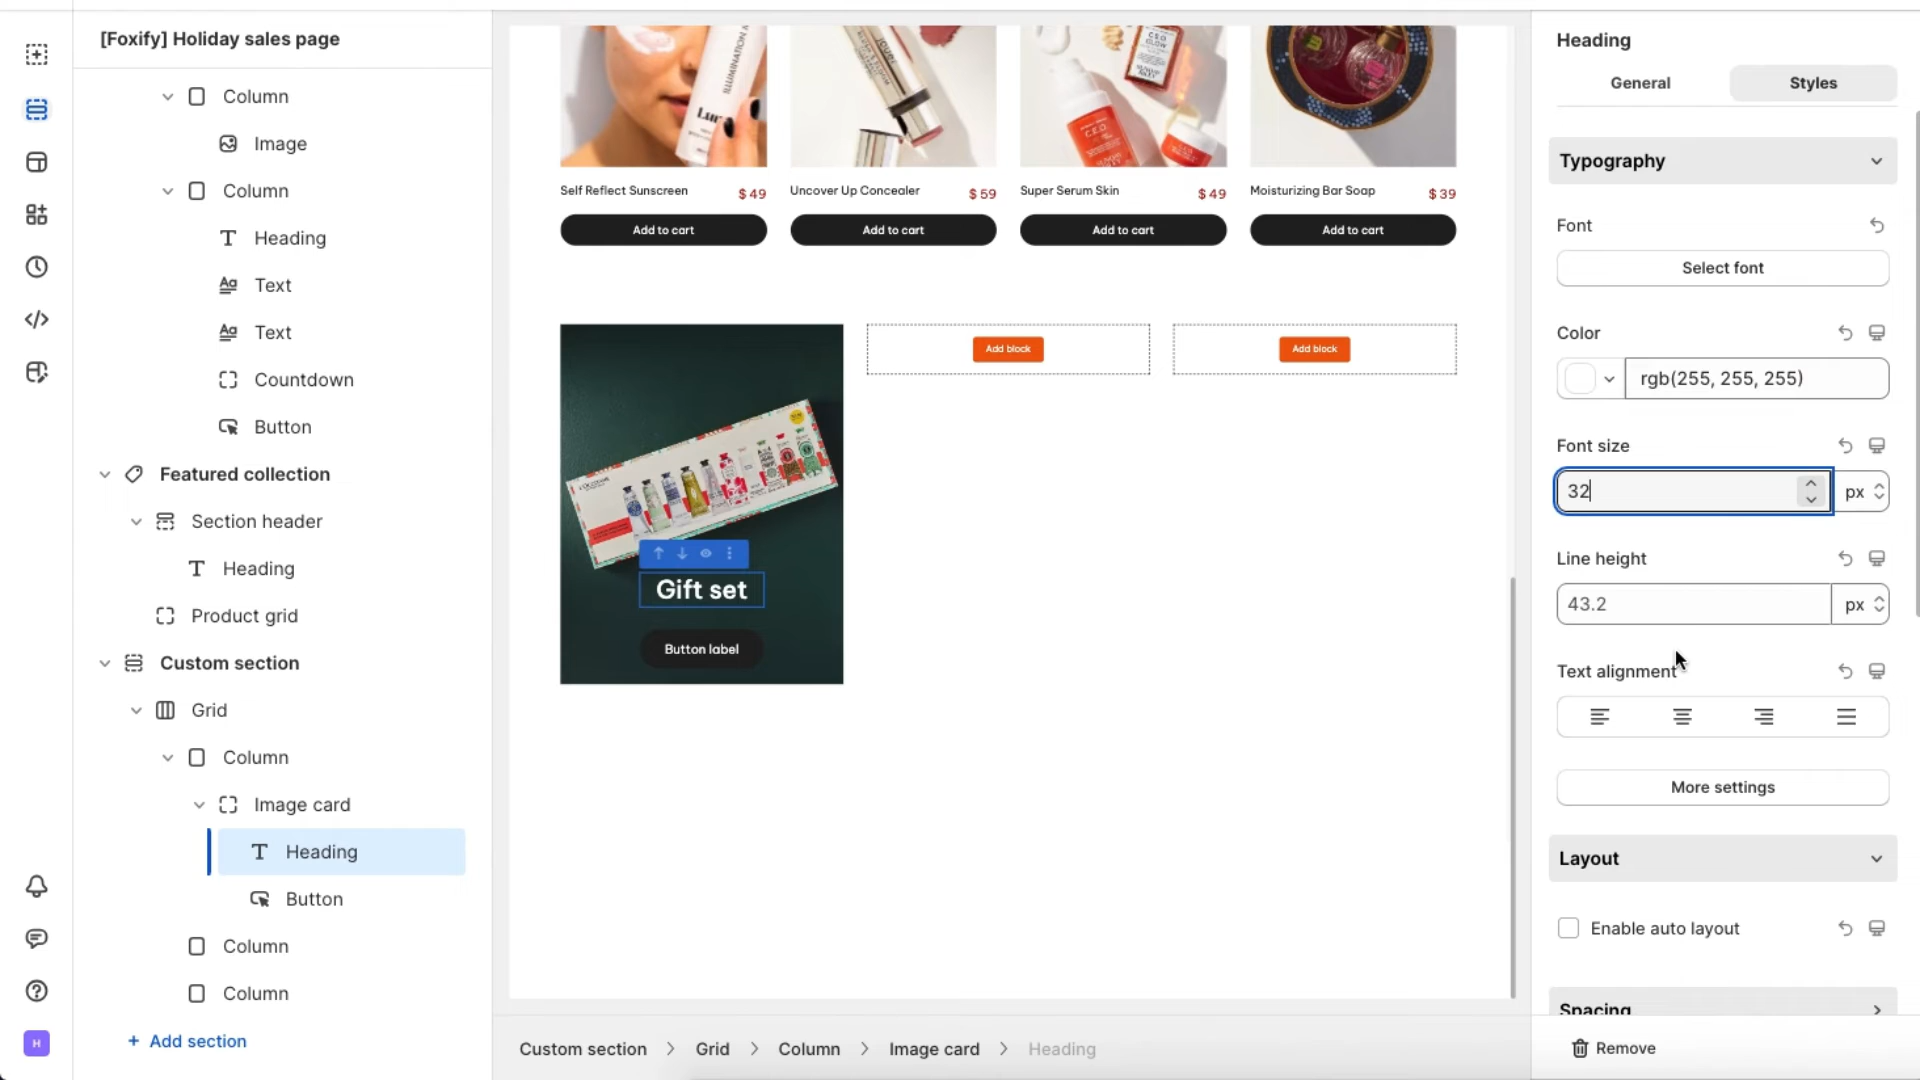 [Foxify] Holiday sales page
Column
Image
Column
Heading
Text
Text
Countdown
Button
Featured collection
Section header
Heading
Product grid
Custom section
Grid
Column
Image card
Heading
Button
Column
Column
+ Add section
H
Self Reflect Sunscreen $ 49
Add to cart
Uncover Up Concealer $ 59
Add to cart
Super Serum Skin $ 49
Add to cart
Moisturizing Bar Soap $ 39
Add to cart
Gift set
Button label
Add block
Add block
Custom section > Grid > Column > Image card > Heading
Heading
General Styles
Typography
Font
Select font
Color
rgb(255, 255, 255)
Font size
32 px
Line height
43.2 px
Text alignment
More settings
Layout
Enable auto layout
Spacing
Remove